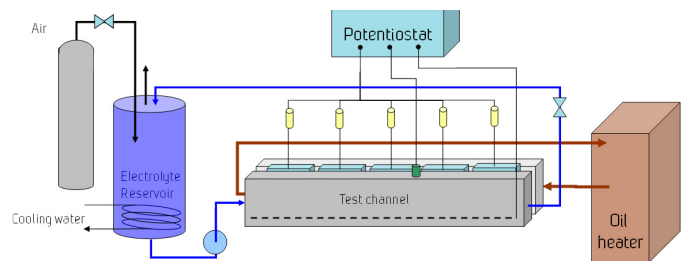 Air
Potentiostat
Electrolyte
Reservoir
Cooling water
Test channel
Oil
heater